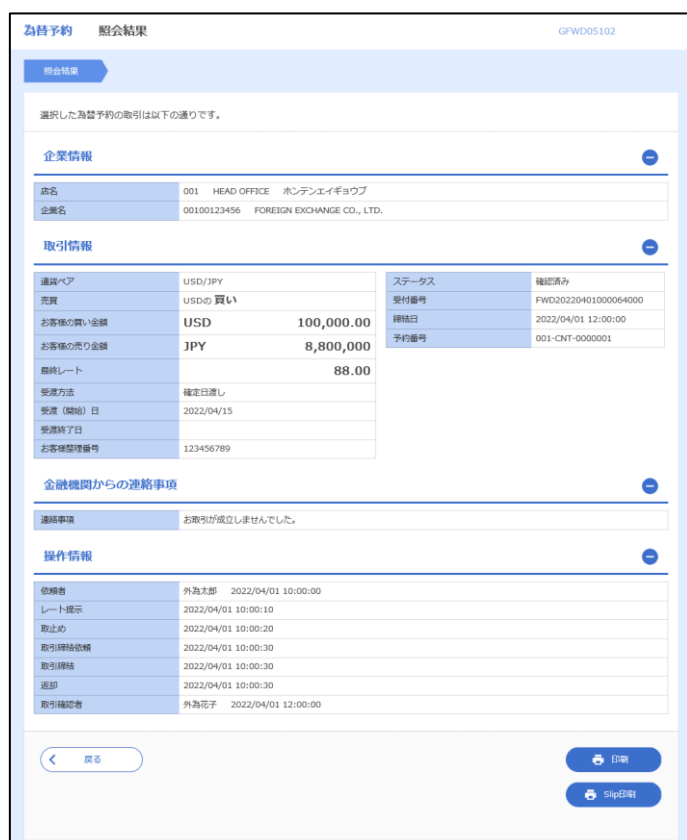 為替予約 照会結果 GFWD05102
照会結果
選択した為替予約の取引は以下の通りです。
企業情報
店名 001 HEAD OFFICE ホンテンエイギョウブ
企業名 00100123456 FOREIGN EXCHANGE CO., LTD.
取引情報
通貨ペア USD/JPY
売買 USDの 買い
お客様の買い金額 USD 100,000.00
お客様の売り金額 JPY 8,800,000
最終レート 88.00
受渡方法 確定日渡し
受渡（開始）日 2022/04/15
受渡終了日
お客様整理番号 123456789
ステータス 確認済み
受付番号 FWD20220401000064000
締結日 2022/04/01 12:00:00
予約番号 001-CNT-0000001
金融機関からの連絡事項
連絡事項 お取引が成立しませんでした。
操作情報
依頼者 外為太郎 2022/04/01 10:00:00
レート提示 2022/04/01 10:00:10
取止め 2022/04/01 10:00:20
取引締結依頼 2022/04/01 10:00:30
取引締結 2022/04/01 10:00:30
返却 2022/04/01 10:00:30
取引確認者 外為花子 2022/04/01 12:00:00
戻る
印刷
Slip印刷